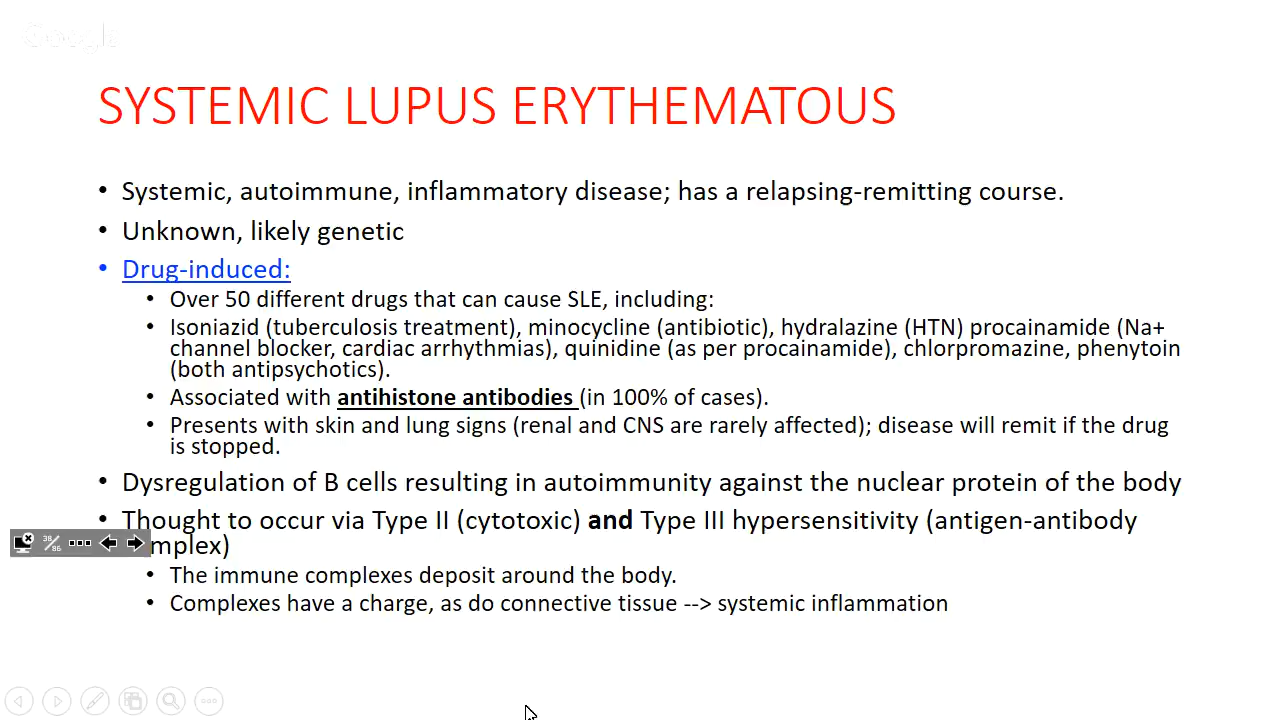 SYSTEMIC LUPUS ERYTHEMATOUS
• Systemic, autoimmune, inflammatory disease; has a relapsing-remitting course.
• Unknown, likely genetic
• Drug-induced:
• Over 50 different drugs that can cause SLE, including:
• Isoniazid (tuberculosis treatment), minocycline (antibiotic), hydralazine (HTN) procainamide (Na+
channel blocker, cardiac arrhythmias), quinidine (as per procainamide), chlorpromazine, phenytoin
(both antipsychotics).
• Associated with antihistone antibodies (in 100% of cases).
• Presents with skin and lung signs (renal and CNS are rarely affected); disease will remit if the drug
is stopped.
• Dysregulation of B cells resulting in autoimmunity against the nuclear protein of the body
• Thought to occur via Type II (cytotoxic) and Type III hypersensitivity (antigen-antibody
mplex)
38/86
• The immune complexes deposit around the body.
• Complexes have a charge, as do connective tissue --> systemic inflammation